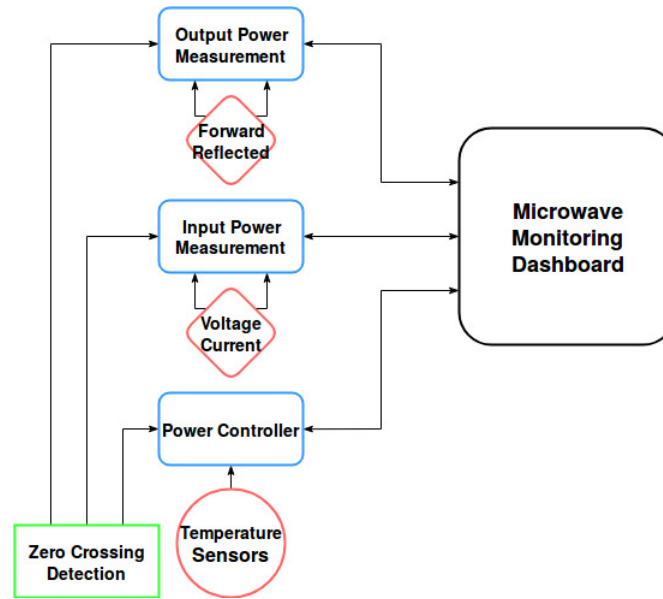 Output Power
Measurement
Forward
Reflected
Input Power
Measurement
Voltage
Current
Power Controller
Temperature
Sensors
Zero Crossing
Detection
Microwave
Monitoring
Dashboard